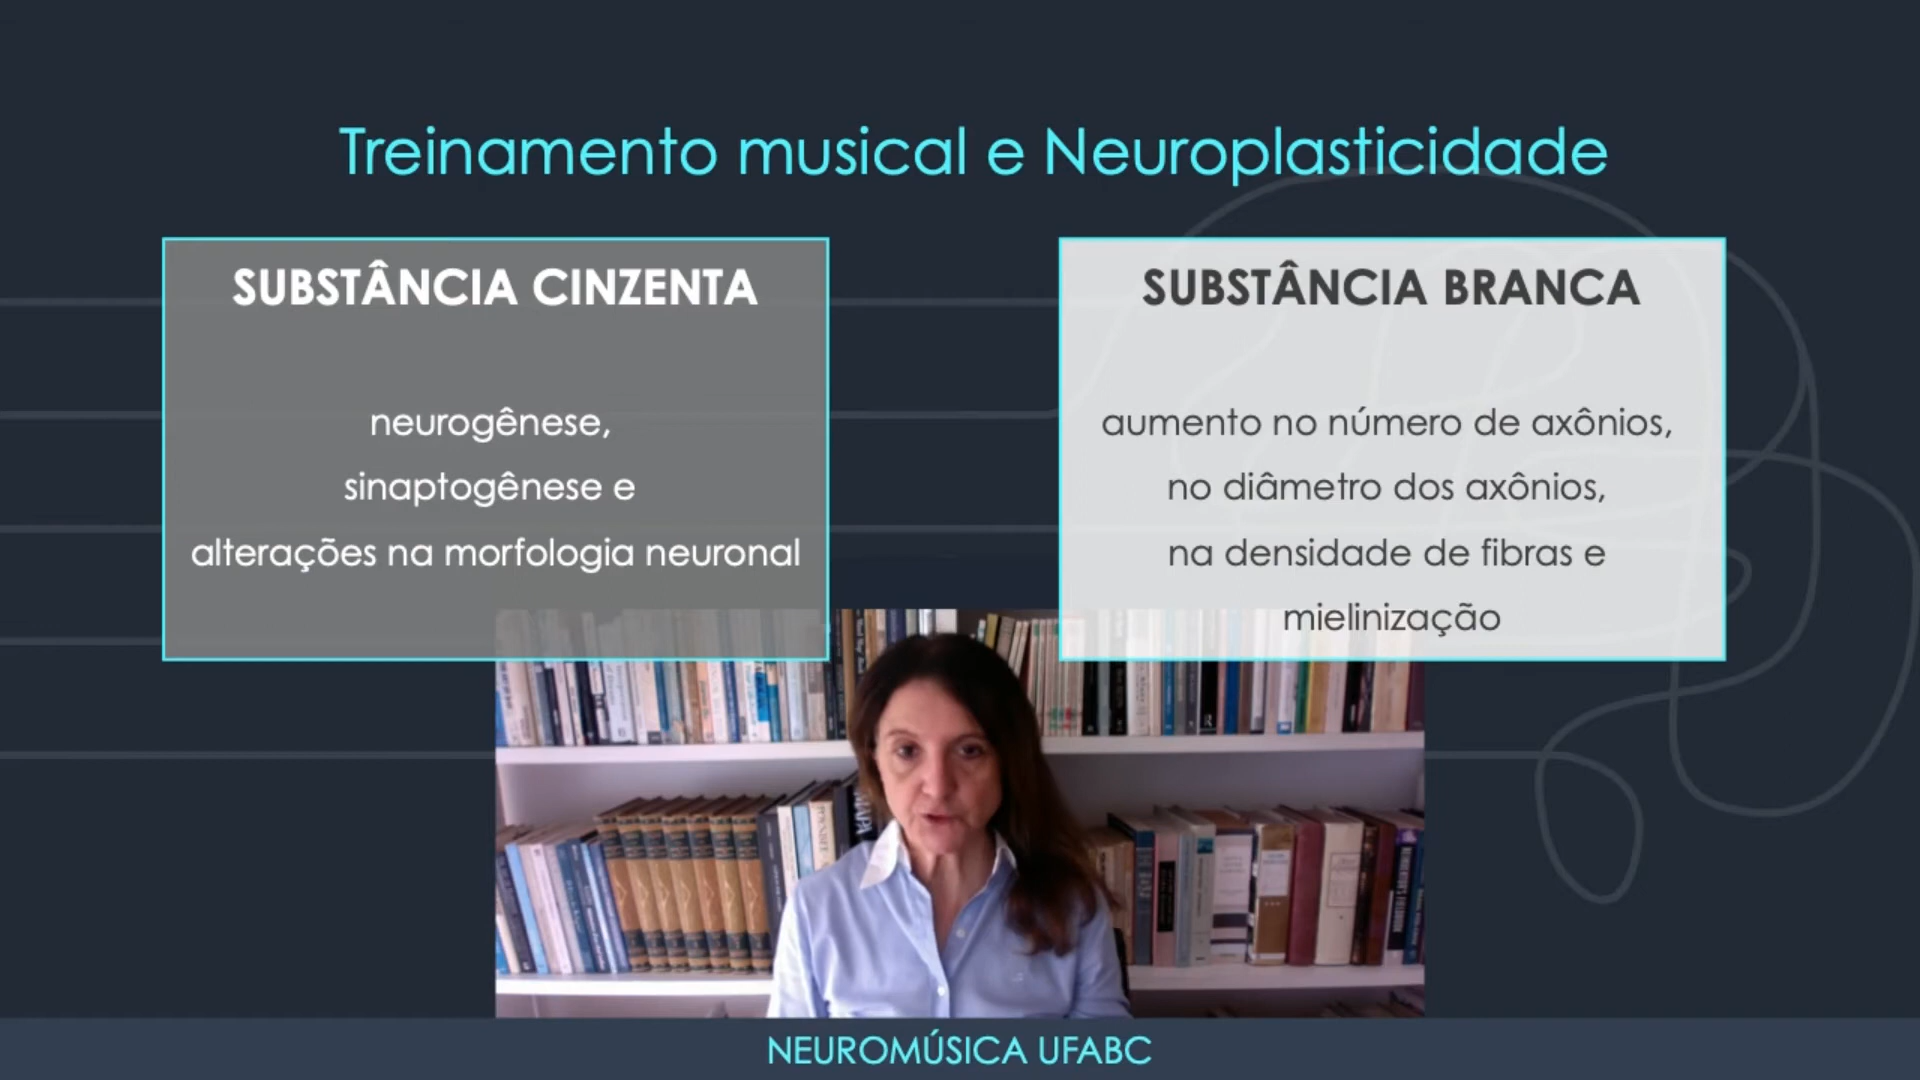 Treinamento musical e Neuroplasticidade
SUBSTÂNCIA CINZENTA
neurogênese,
sinaptogênese e
alterações na morfologia neuronal
SUBSTÂNCIA BRANCA
aumento no número de axônios,
no diâmetro dos axônios,
na densidade de fibras e
mielinização
NEUROMÚSICA UFABC